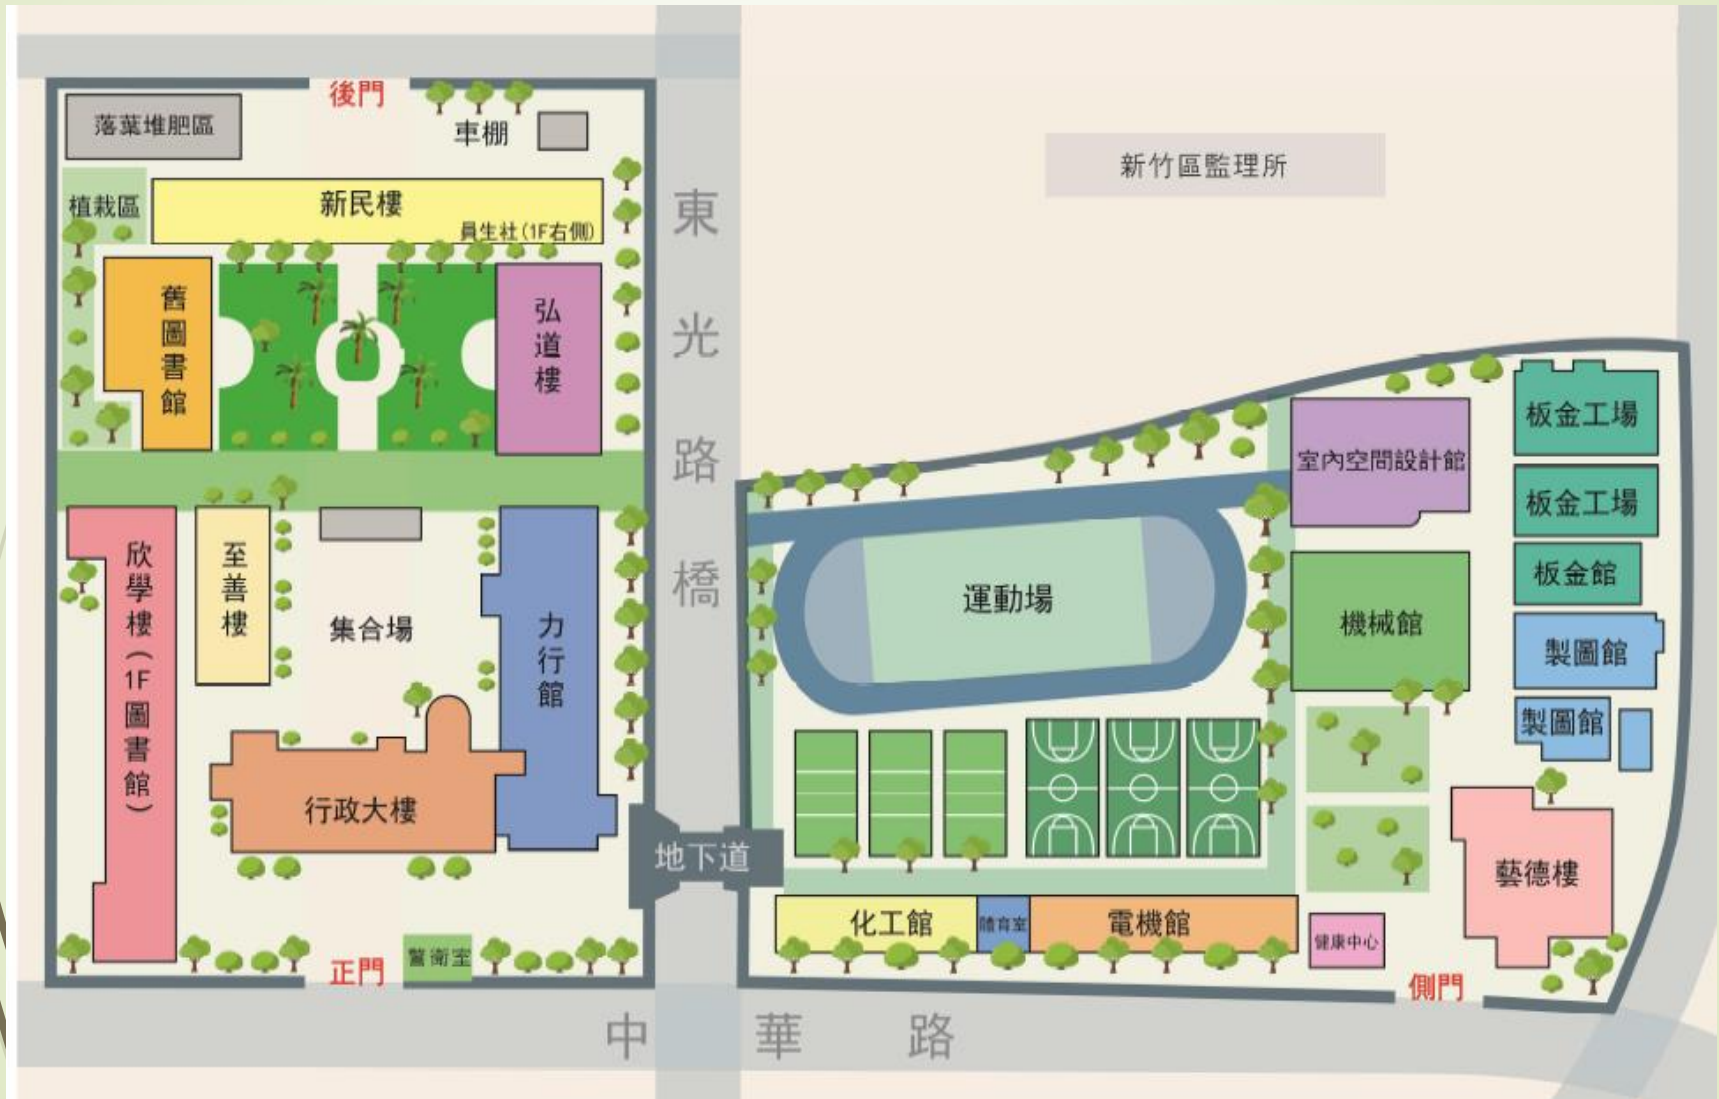 後門
落葉堆肥區
車棚
植栽區
新民樓
員生社(1F右側)
舊圖書館
弘道樓
東光路橋
新竹區監理所
欣學樓(1F圖書館)
至善樓
集合場
力行館
行政大樓
地下道
正門
警衛室
運動場
室內空間設計館
機械館
板金工場
板金工場
板金館
製圖館
製圖館
藝德樓
化工館
體育室
電機館
健康中心
側門
中華路